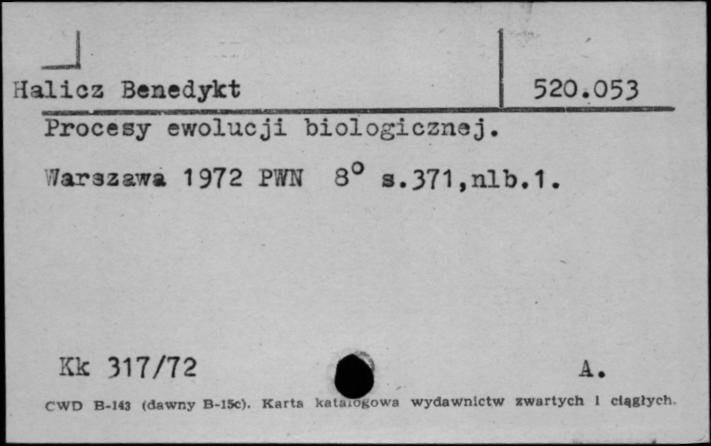 Halicz Benedykt 520.053
Procesy ewolucji biologicznej.
Warszawa 1972 PWN 8° s.371,nlb.1.
Kk 317/72 A.
CWD B-143 (dawny B-15c). Karta katalogowa wydawnictw zwartych i ciągłych.